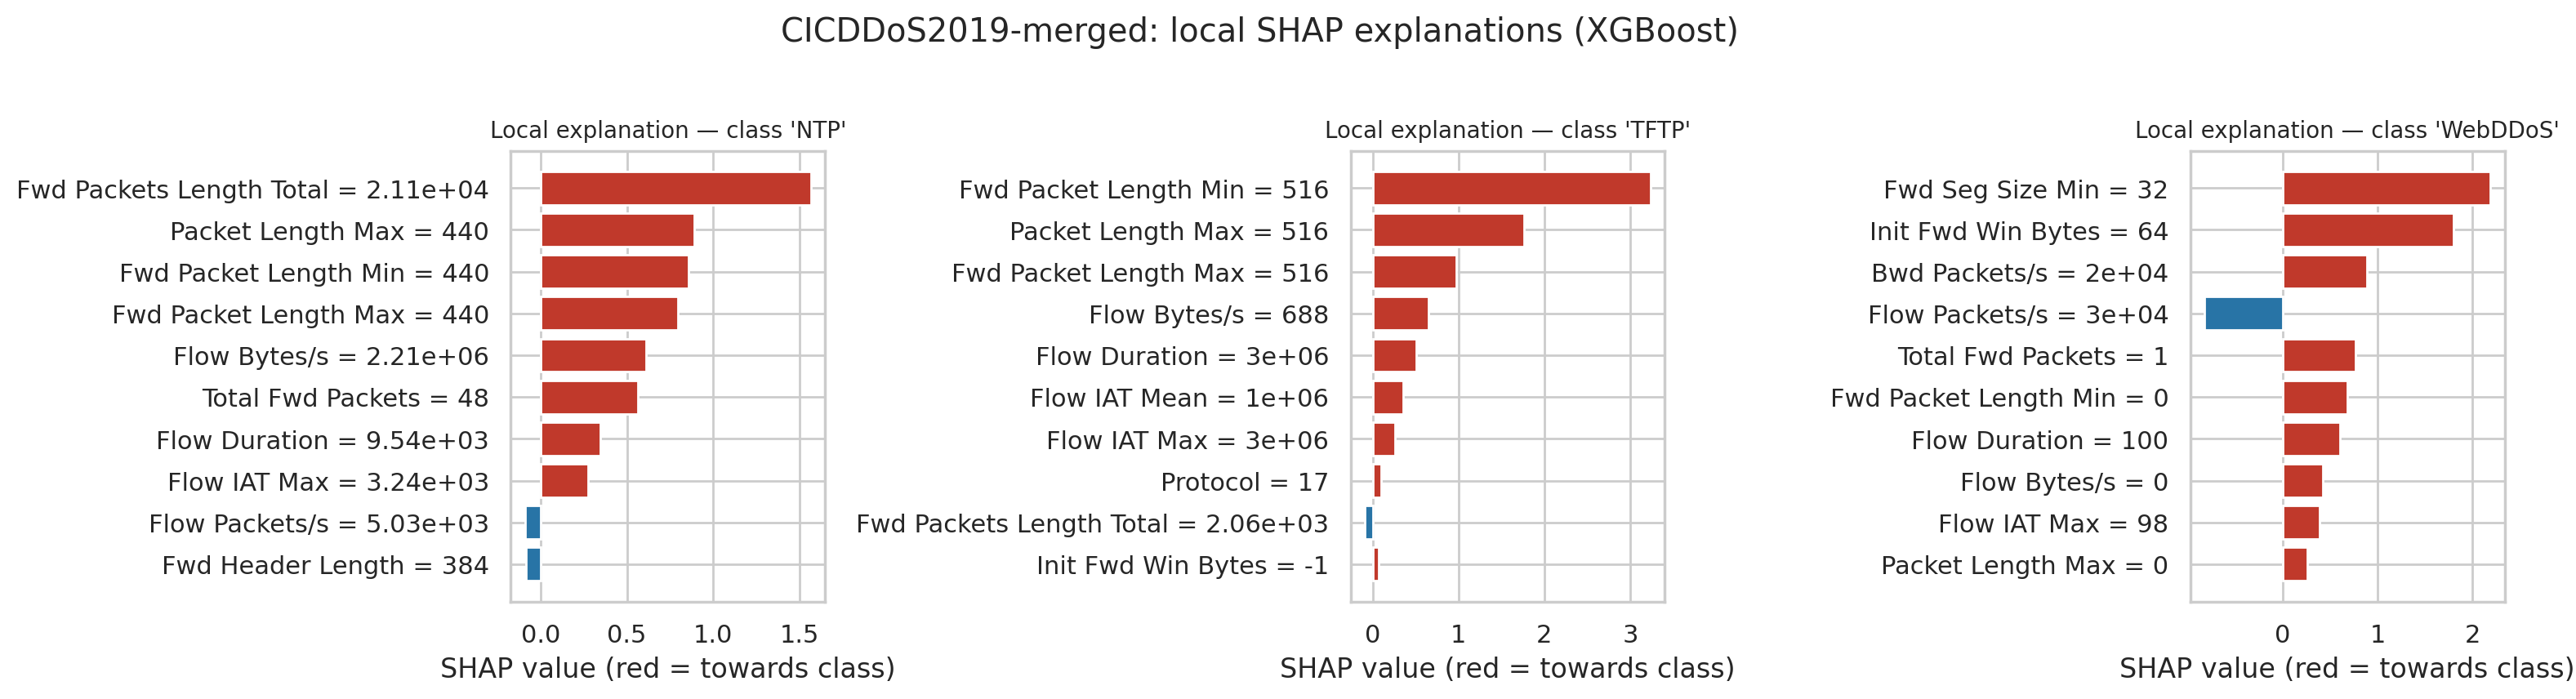 CICDDoS2019-merged: local SHAP explanations (XGBoost)
Local explanation — class 'NTP'
Fwd Packets Length Total = 2.11e+04
Packet Length Max = 440
Fwd Packet Length Min = 440
Fwd Packet Length Max = 440
Flow Bytes/s = 2.21e+06
Total Fwd Packets = 48
Flow Duration = 9.54e+03
Flow IAT Max = 3.24e+03
Flow Packets/s = 5.03e+03
Fwd Header Length = 384
0.0 0.5 1.0 1.5
SHAP value (red = towards class)
Local explanation — class 'TFTP'
Fwd Packet Length Min = 516
Packet Length Max = 516
Fwd Packet Length Max = 516
Flow Bytes/s = 688
Flow Duration = 3e+06
Flow IAT Mean = 1e+06
Flow IAT Max = 3e+06
Protocol = 17
Fwd Packets Length Total = 2.06e+03
Init Fwd Win Bytes = -1
0 1 2 3
SHAP value (red = towards class)
Local explanation — class 'WebDDoS'
Fwd Seg Size Min = 32
Init Fwd Win Bytes = 64
Bwd Packets/s = 2e+04
Flow Packets/s = 3e+04
Total Fwd Packets = 1
Fwd Packet Length Min = 0
Flow Duration = 100
Flow Bytes/s = 0
Flow IAT Max = 98
Packet Length Max = 0
0 1 2
SHAP value (red = towards class)